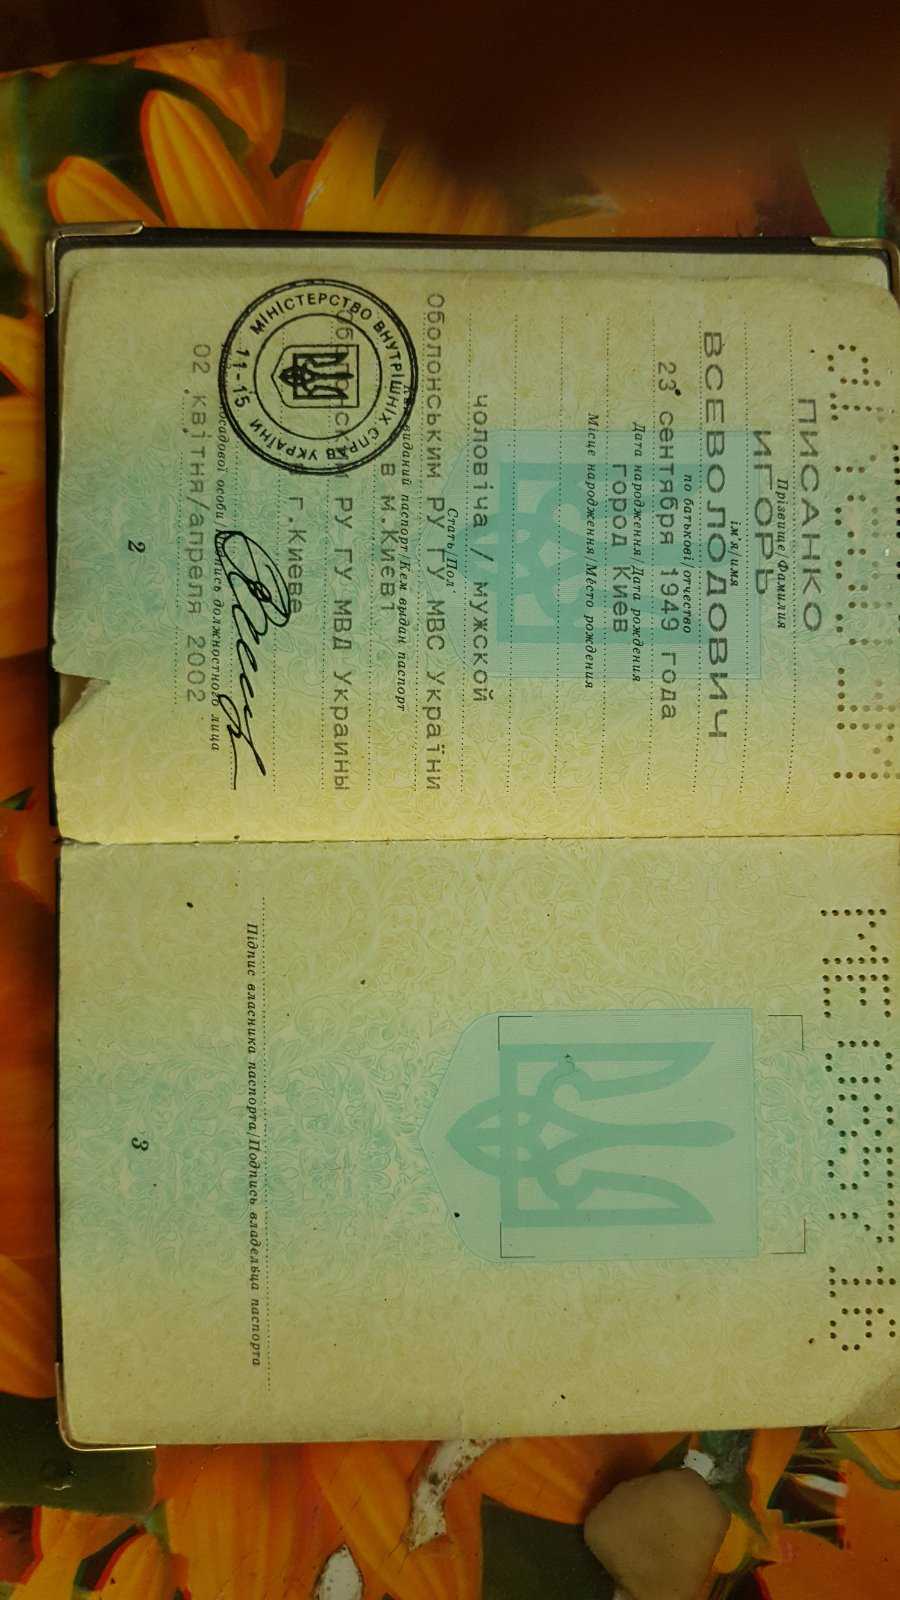 ПИСАНКО
Прізвище/Фамилия
ИГОРЬ
ім'я/имя
ВСЕВОЛОДОВИЧ
по батькові/отчество
23 сентября 1949 года
Дата народження/Дата рождения
город Киев
Місце народження/Место рождения
чоловіча / мужской
Стать/Пол
Оболонським РУ ГУ МВС України
в м.Києві
Ким виданий паспорт/Кем выдан паспорт
Оболонским РУ ГУ МВД Украины
в г.Киеве
посадової особи/Подпись должностного лица
02 квітня/апреля 2002
МІНІСТЕРСТВО ВНУТРІШНІХ СПРАВ УКРАЇНИ
11-15
2
Підпис власника паспорта/Подпись владельца паспорта
3